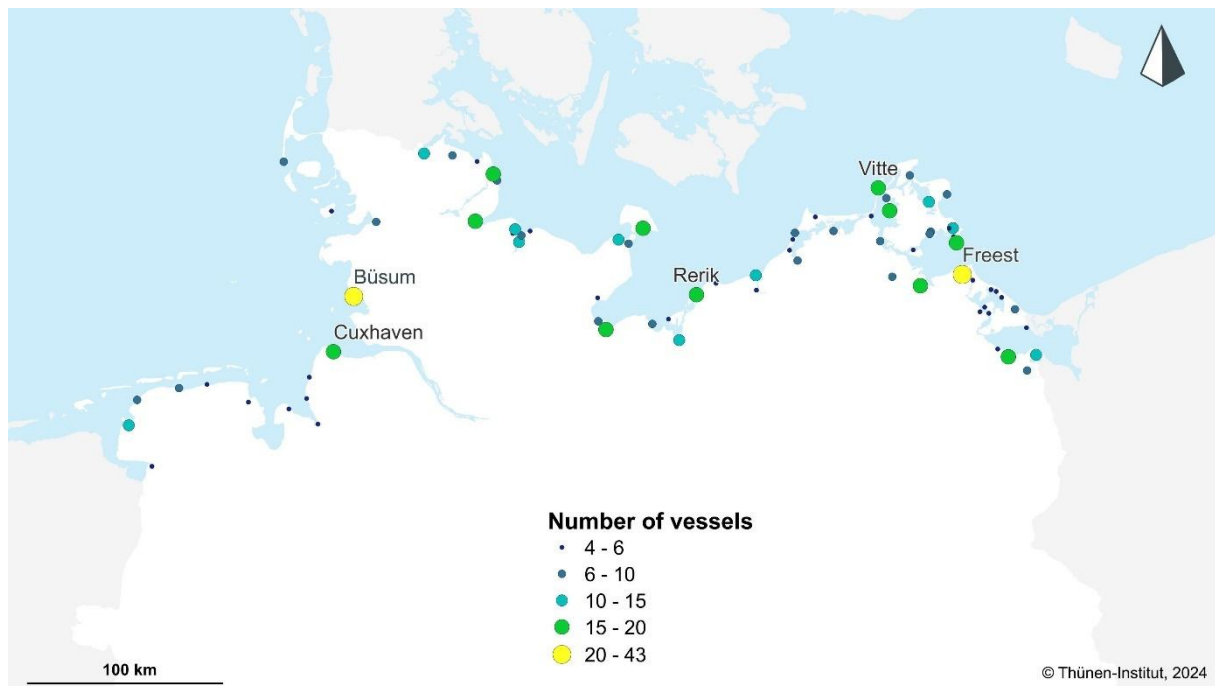 Vitte
Freest
Büsum
Rerik
Cuxhaven
Number of vessels
4 - 6
6 - 10
10 - 15
15 - 20
20 - 43
100 km
© Thünen-Institut, 2024